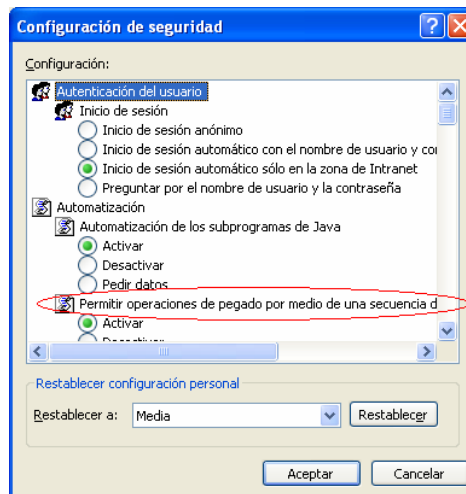 Configuración de seguridad
Configuración:
Autenticación del usuario
Inicio de sesión
Inicio de sesión anónimo
Inicio de sesión automático con el nombre de usuario y
Inicio de sesión automático sólo en la zona de Intranet
Preguntar por el nombre de usuario y la contraseña
Automatización
Automatización de los subprogramas de Java
Activar
Desactivar
Pedir datos
Permitir operaciones de pegado por medio de una secuencia d
Activar
Desactivar
Restablecer configuración personal
Restablecer a: Media Restablecer
Aceptar Cancelar